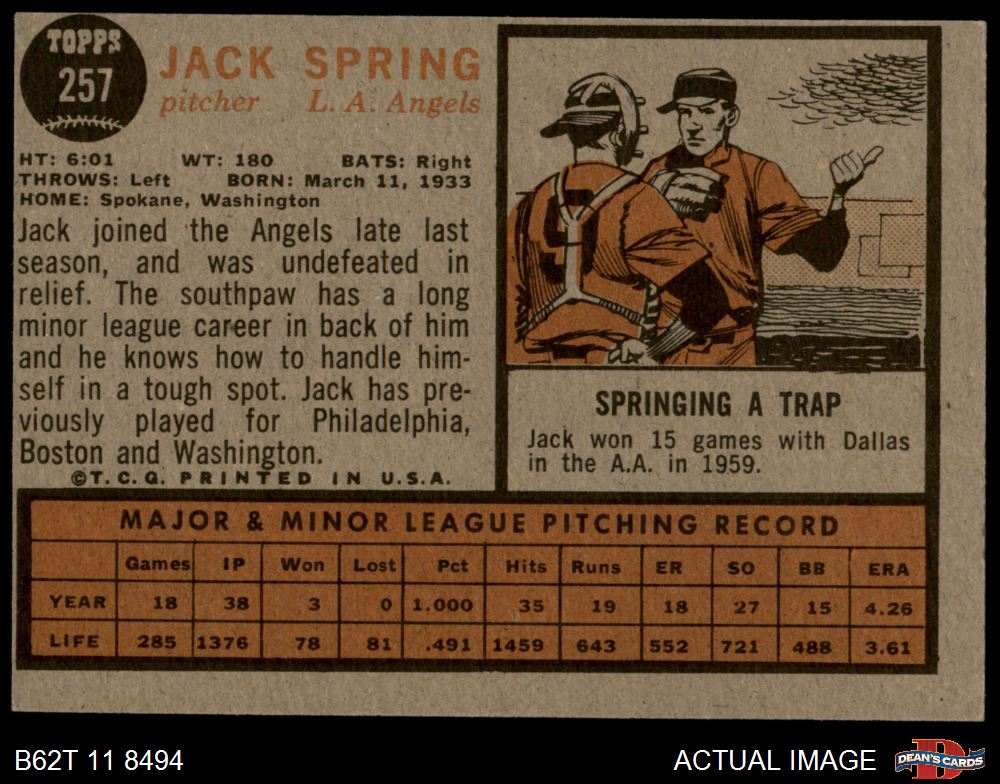 TOPPS
257
JACK SPRING
pitcher L. A. Angels
HT: 6:01 WT: 180 BATS: Right
THROWS: Left BORN: March 11, 1933
HOME: Spokane, Washington
Jack joined the Angels late last
season, and was undefeated in
relief. The southpaw has a long
minor league career in back of him
and he knows how to handle him-
self in a tough spot. Jack has pre-
viously played for Philadelphia,
Boston and Washington.
©T. C. G. PRINTED IN U.S.A.
SPRINGING A TRAP
Jack won 15 games with Dallas
in the A.A. in 1959.
MAJOR & MINOR LEAGUE PITCHING RECORD
Games IP Won Lost Pct Hits Runs ER SO BB ERA
YEAR 18 38 3 0 1.000 35 19 18 27 15 4.26
LIFE 285 1376 78 81 .491 1459 643 552 721 488 3.61
B62T 11 8494 ACTUAL IMAGE
DEAN'S CARDS